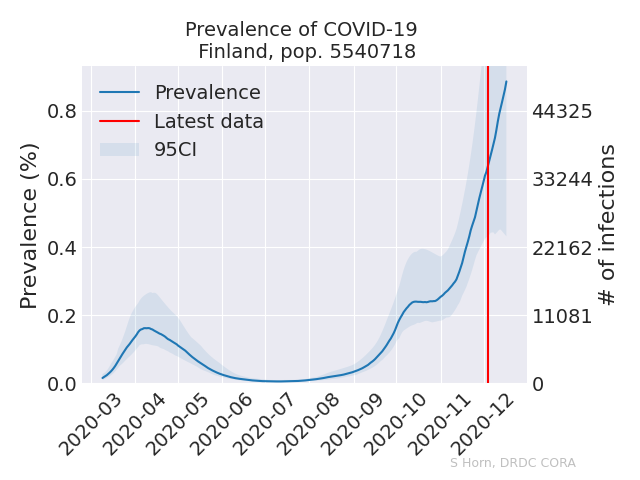 Prevalence of COVID-19
Finland, pop. 5540718
Prevalence
Latest data
95CI
Prevalence (%)
0.8
0.6
0.4
0.2
0.0
44325
33244
22162
11081
0
# of infections
2020-03
2020-04
2020-05
2020-06
2020-07
2020-08
2020-09
2020-10
2020-11
2020-12
S Horn, DRDC CORA